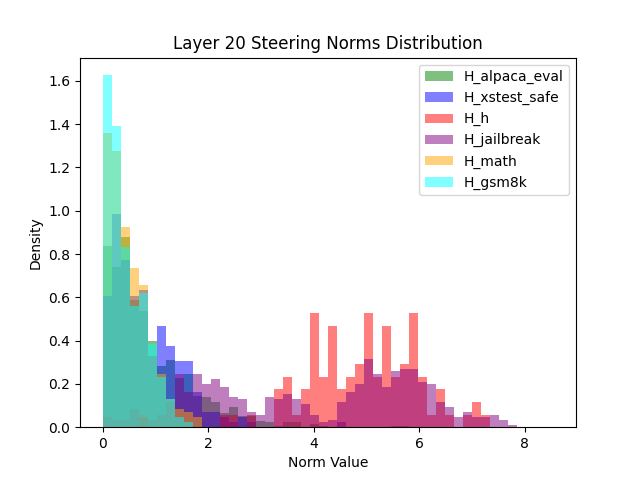 Layer 20 Steering Norms Distribution
Density
1.6
1.4
1.2
1.0
0.8
0.6
0.4
0.2
0.0
H_alpaca_eval
H_xstest_safe
H_h
H_jailbreak
H_math
H_gsm8k
0 2 4 6 8
Norm Value